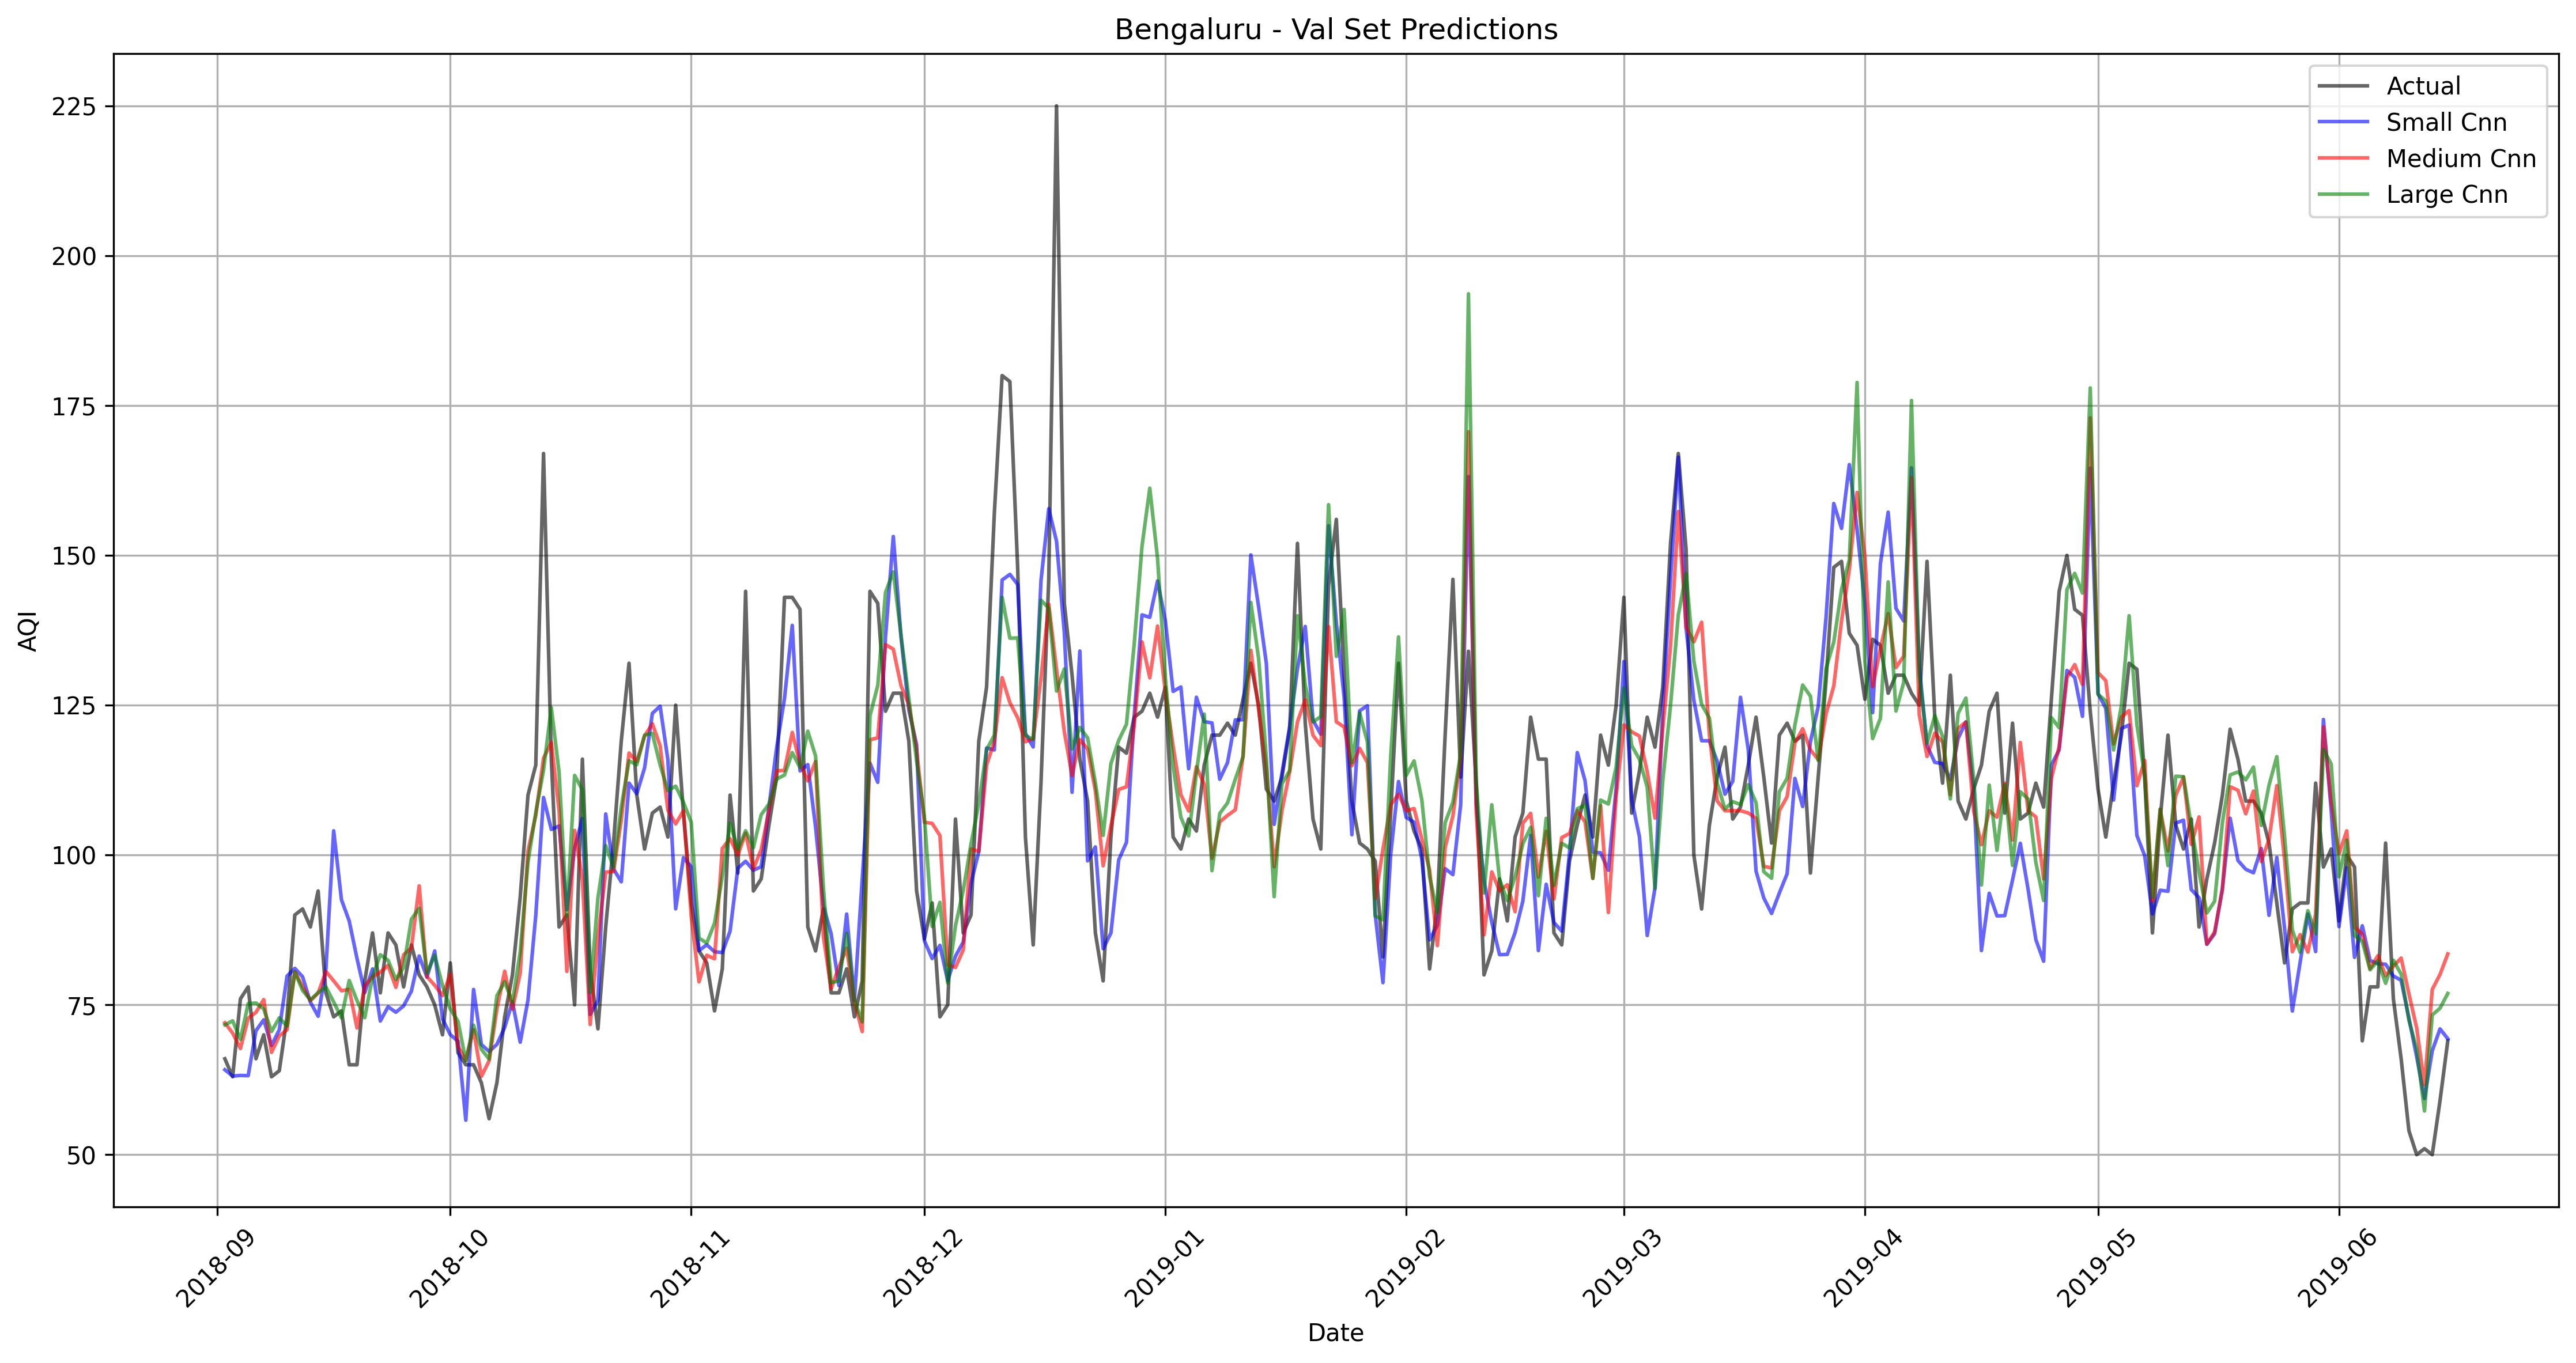 Bengaluru - Val Set Predictions
Actual
Small Cnn
Medium Cnn
Large Cnn
AQI
225
200
175
150
125
100
75
50
2018-09
2018-10
2018-11
2018-12
2019-01
2019-02
2019-03
2019-04
2019-05
2019-06
Date